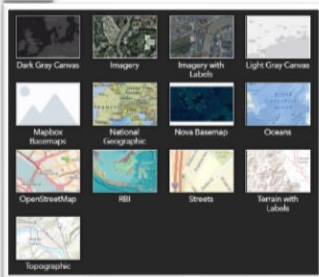 Dark Gray Canvas
Imagery
Imagery with
Labels
Light Gray Canvas
Mapbox
Basemaps
National
Geographic
Nova Basemap
Oceans
OpenStreetMap
RBI
Streets
Terrain with
Labels
Topographic